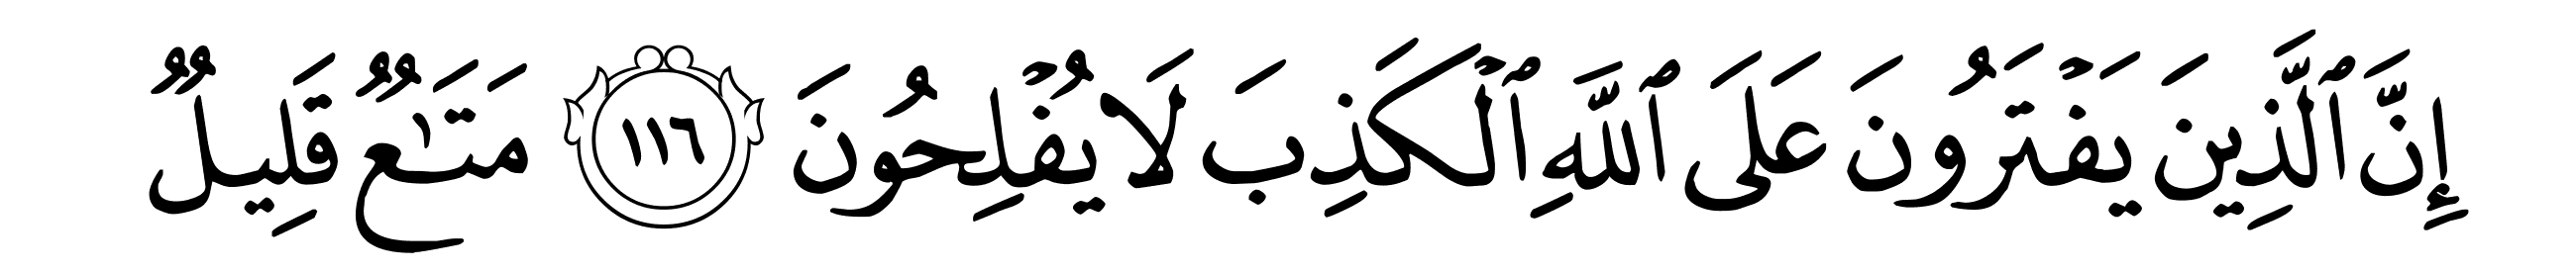 إِنَّ ٱلَّذِينَ يَفْتَرُونَ عَلَى ٱللَّهِ ٱلْكَذِبَ لَا يُفْلِحُونَ ١١٦ مَتَـٰعٌ قَلِيلٌ